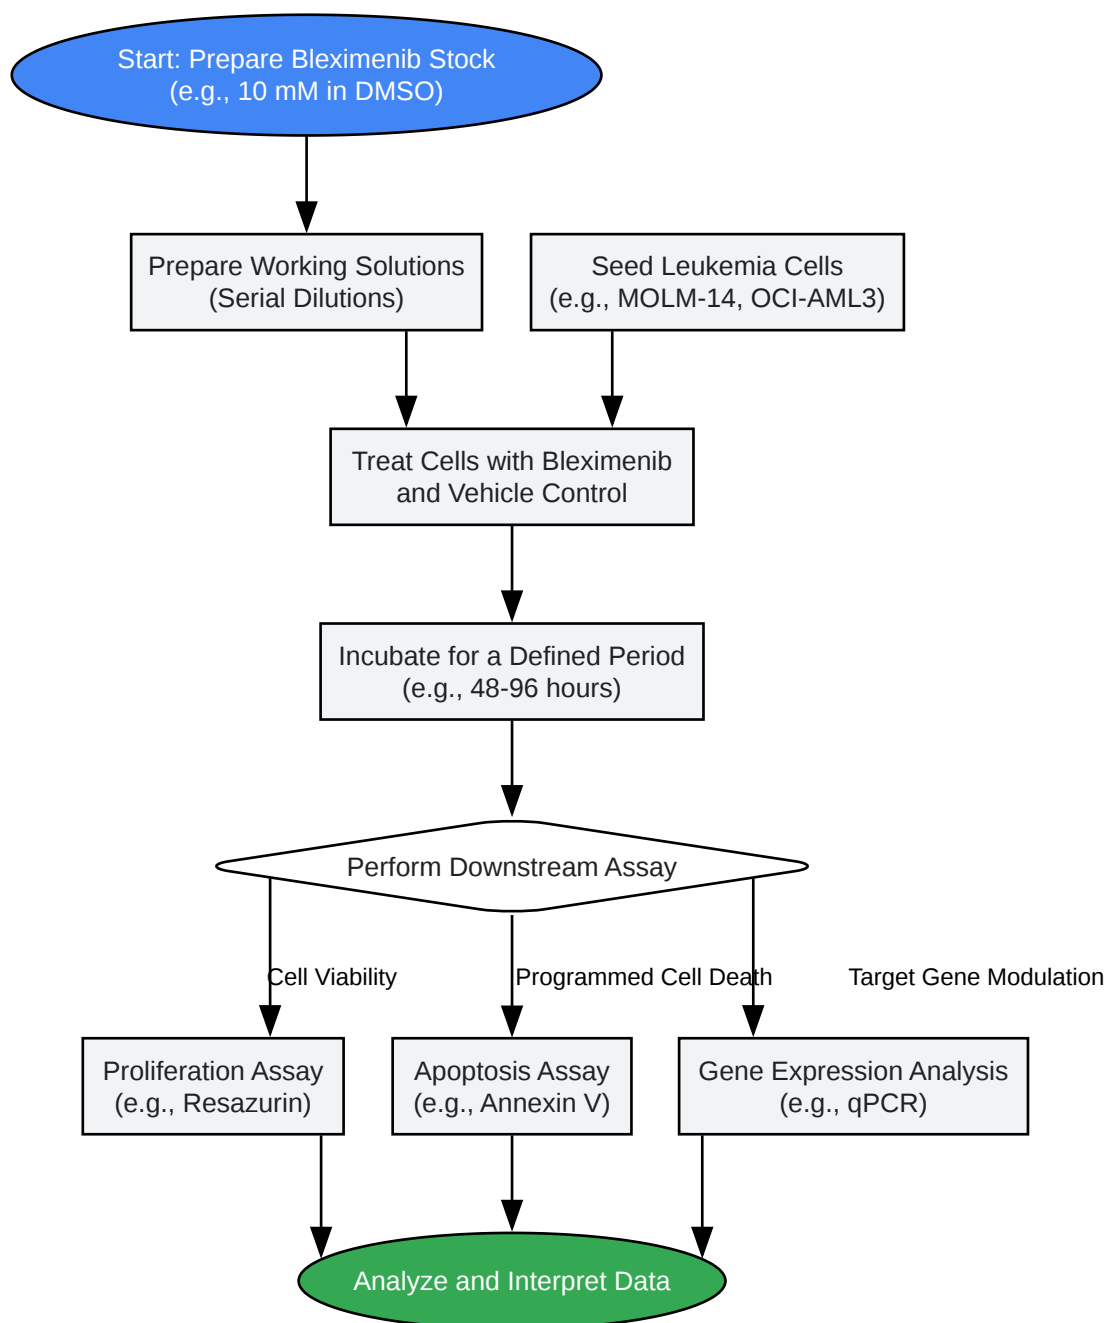 Start: Prepare Bleximenib Stock
(e.g., 10 mM in DMSO)
Prepare Working Solutions
(Serial Dilutions)
Seed Leukemia Cells
(e.g., MOLM-14, OCI-AML3)
Treat Cells with Bleximenib
and Vehicle Control
Incubate for a Defined Period
(e.g., 48-96 hours)
Perform Downstream Assay
Cell Viability
Programmed Cell Death
Target Gene Modulation
Proliferation Assay
(e.g., Resazurin)
Apoptosis Assay
(e.g., Annexin V)
Gene Expression Analysis
(e.g., qPCR)
Analyze and Interpret Data